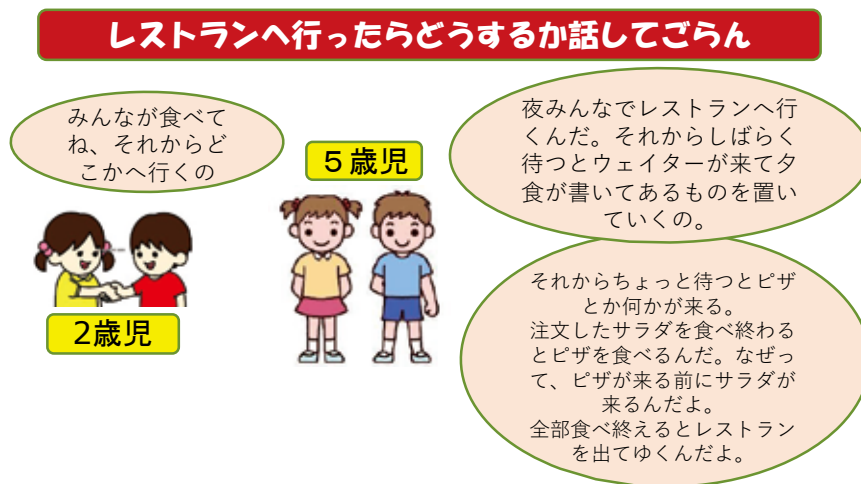 レストランへ行ったらどうするか話してごらん
みんなが食べて
ね、それからど
こかへ行くの
2歳児
５歳児
夜みんなでレストランへ行
くんだ。それからしばらく
待つとウェイターが来て夕
食が書いてあるものを置い
ていくの。
それからちょっと待つとピザ
とか何かが来る。
注文したサラダを食べ終わる
とピザを食べるんだ。なぜっ
て、ピザが来る前にサラダが
来るんだよ。
全部食べ終えるとレストラン
を出てゆくんだよ。